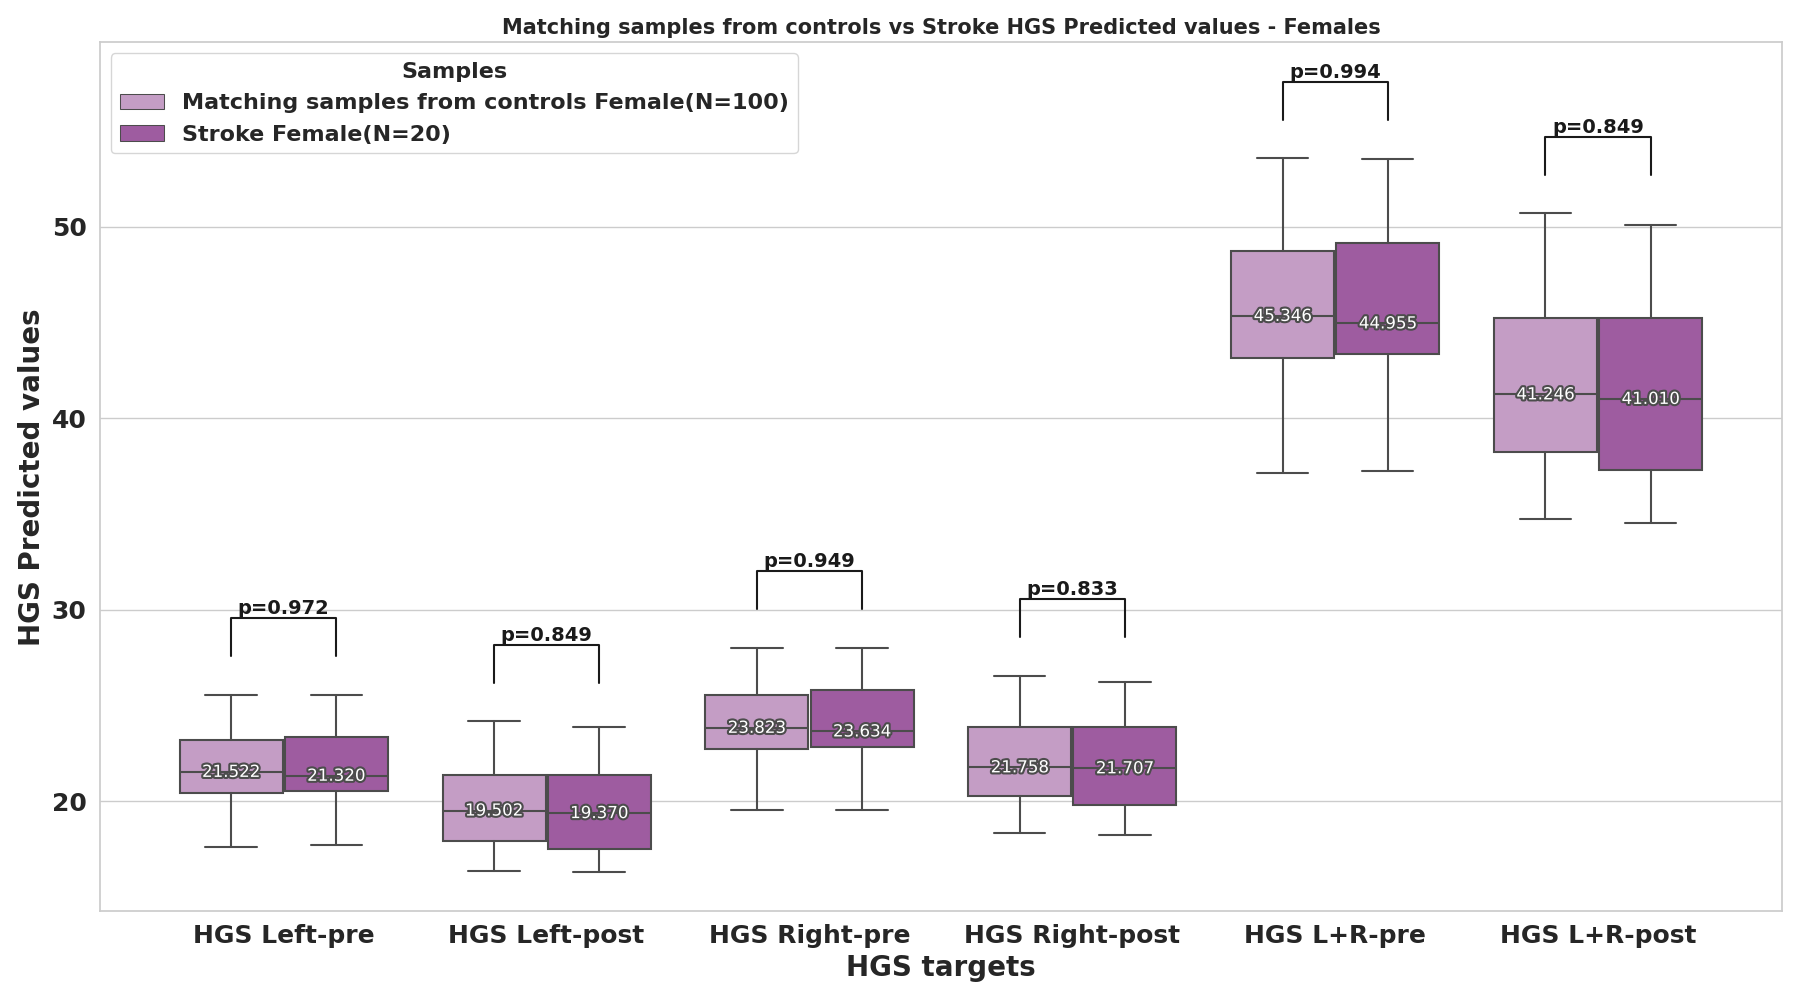 Matching samples from controls vs Stroke HGS Predicted values - Females
Samples
Matching samples from controls Female(N=100)
Stroke Female(N=20)
HGS Predicted values
50
40
30
20
p=0.972
p=0.849
p=0.949
p=0.833
p=0.994
p=0.849
21.522
21.320
19.502
19.370
23.823
23.634
21.758
21.707
45.346
44.955
41.246
41.010
HGS Left-pre
HGS Left-post
HGS Right-pre
HGS Right-post
HGS L+R-pre
HGS L+R-post
HGS targets